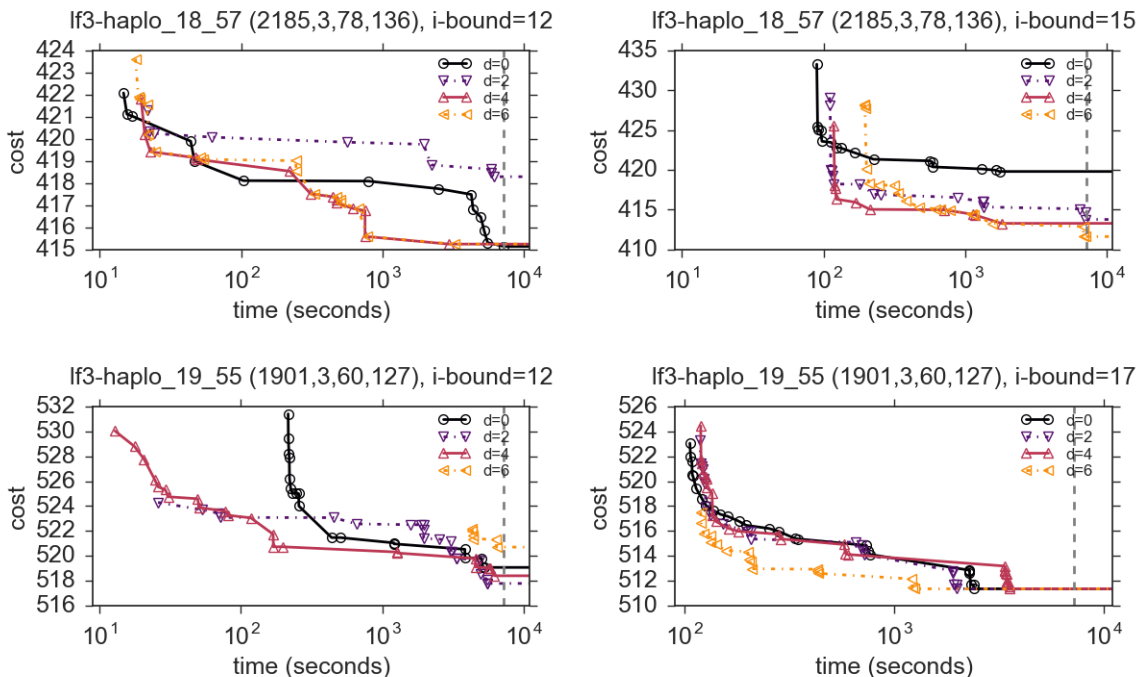 lf3-haplo_18_57 (2185,3,78,136), i-bound=12
424
423
422
421
420
419
418
417
416
415
cost
d=0
d=2
d=4
d=6
10^1
10^2
10^3
10^4
time (seconds)
lf3-haplo_18_57 (2185,3,78,136), i-bound=15
435
430
425
420
415
410
cost
d=0
d=2
d=4
d=6
10^2
10^3
10^4
time (seconds)
lf3-haplo_19_55 (1901,3,60,127), i-bound=12
532
530
528
526
524
522
520
518
516
cost
d=0
d=2
d=4
d=6
10^1
10^2
10^3
10^4
time (seconds)
lf3-haplo_19_55 (1901,3,60,127), i-bound=17
526
524
522
520
518
516
514
512
510
cost
d=0
d=2
d=4
d=6
10^2
10^3
10^4
time (seconds)